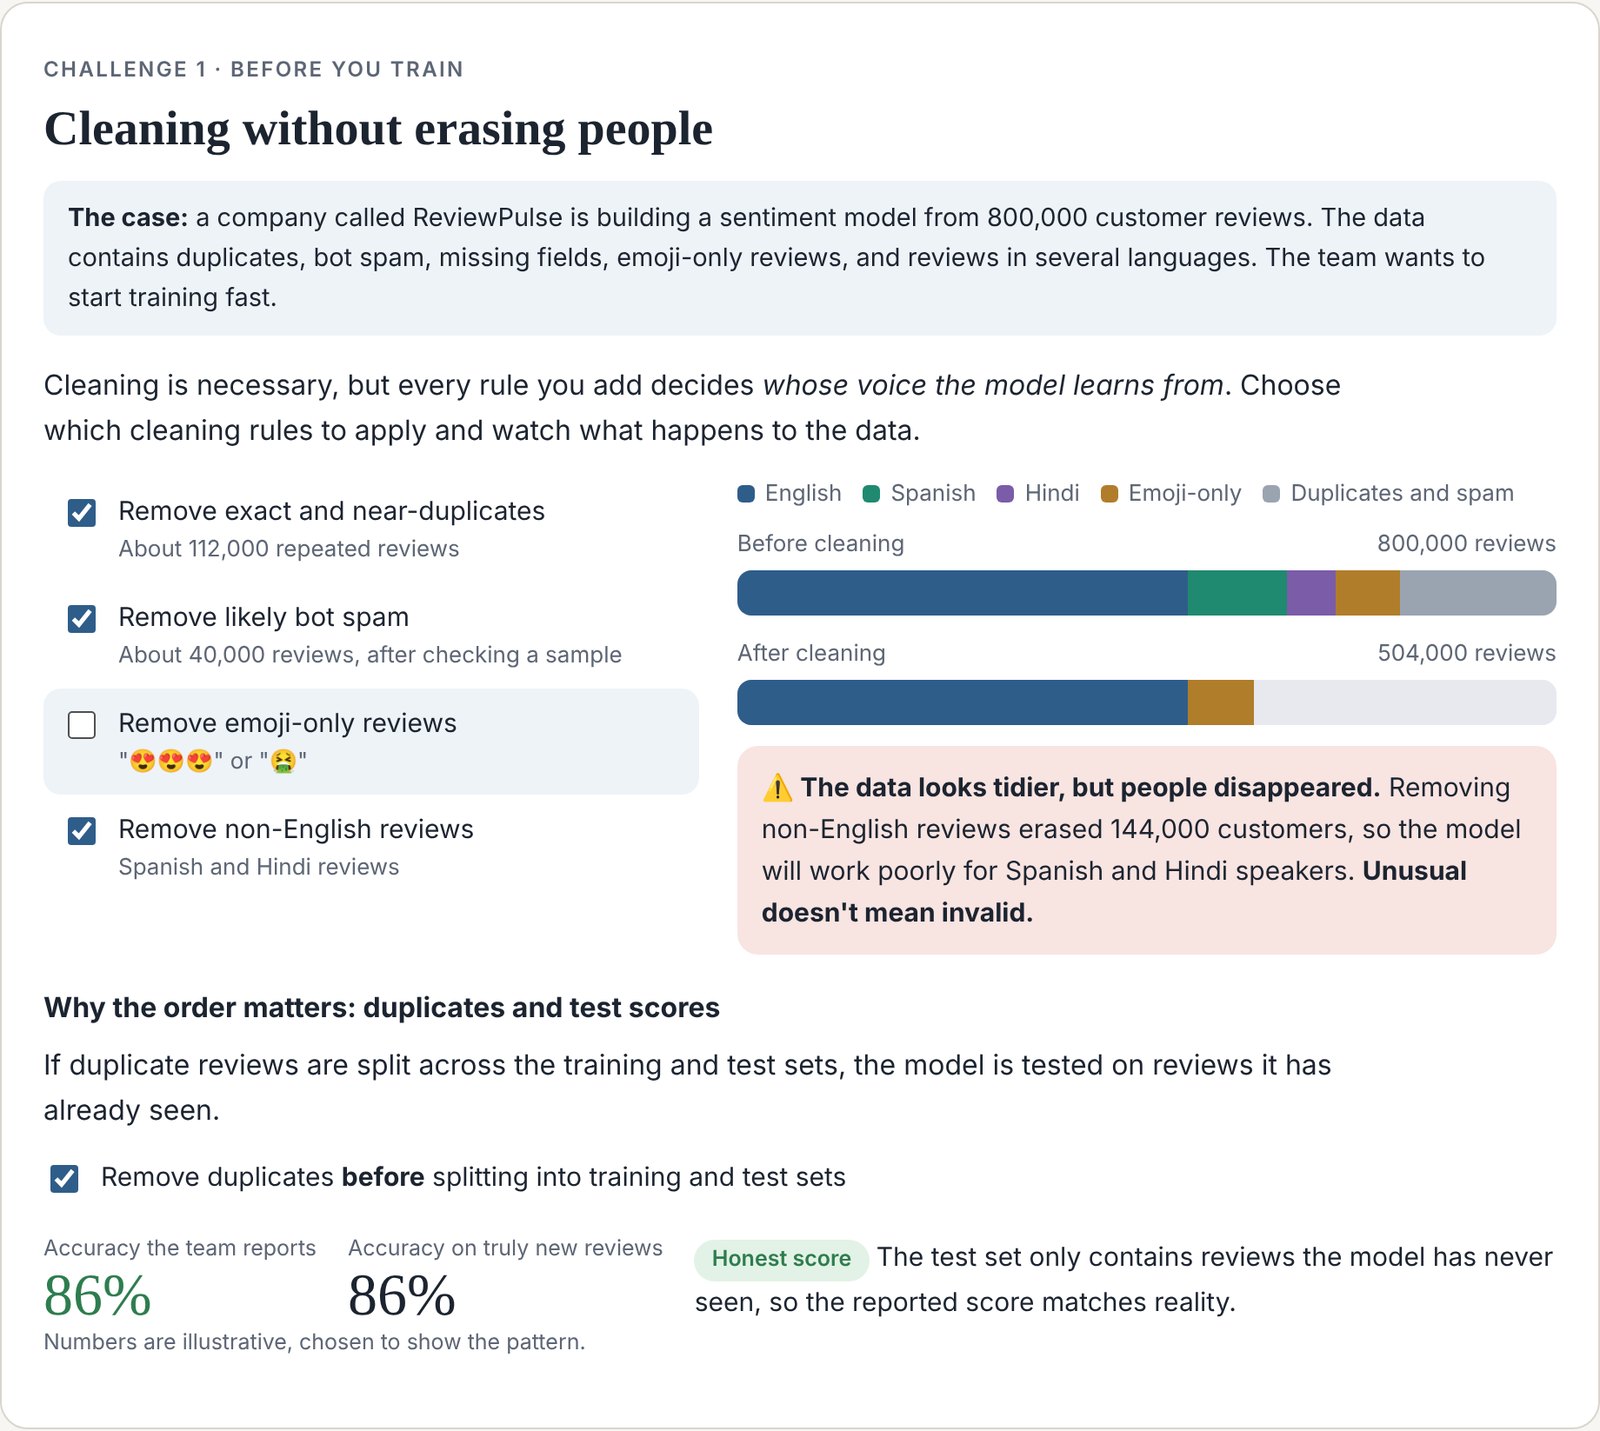 CHALLENGE 1 · BEFORE YOU TRAIN
Cleaning without erasing people
The case: a company called ReviewPulse is building a sentiment model from 800,000 customer reviews. The data
contains duplicates, bot spam, missing fields, emoji-only reviews, and reviews in several languages. The team wants to
start training fast.
Cleaning is necessary, but every rule you add decides whose voice the model learns from. Choose
which cleaning rules to apply and watch what happens to the data.
Remove exact and near-duplicates
About 112,000 repeated reviews
Remove likely bot spam
About 40,000 reviews, after checking a sample
Remove emoji-only reviews
"😍😍😍" or "🤮"
Remove non-English reviews
Spanish and Hindi reviews
English Spanish Hindi Emoji-only Duplicates and spam
Before cleaning 800,000 reviews
After cleaning 504,000 reviews
⚠️ The data looks tidier, but people disappeared. Removing
non-English reviews erased 144,000 customers, so the model
will work poorly for Spanish and Hindi speakers. Unusual
doesn't mean invalid.
Why the order matters: duplicates and test scores
If duplicate reviews are split across the training and test sets, the model is tested on reviews it has
already seen.
Remove duplicates before splitting into training and test sets
Accuracy the team reports
86%
Accuracy on truly new reviews
86%
Honest score The test set only contains reviews the model has never
seen, so the reported score matches reality.
Numbers are illustrative, chosen to show the pattern.